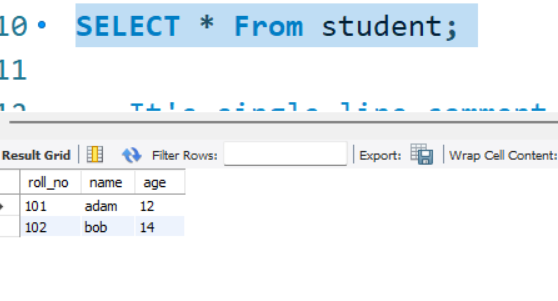 10 SELECT * From student;
11
12 It's single line comment
Result Grid Filter Rows: Export: Wrap Cell Content:
roll_no name age
101 adam 12
102 bob 14